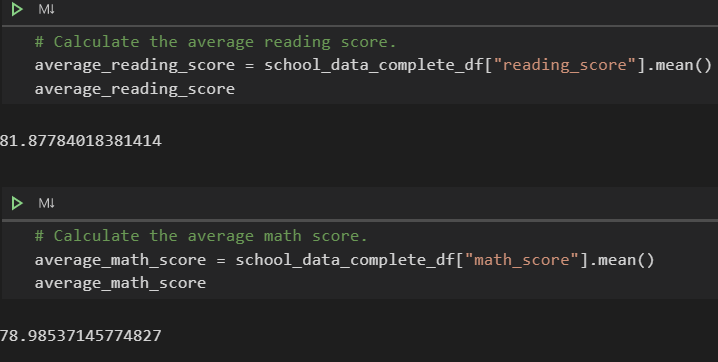 M↓
# Calculate the average reading score.
average_reading_score = school_data_complete_df["reading_score"].mean()
average_reading_score
81.87784018381414
M↓
# Calculate the average math score.
average_math_score = school_data_complete_df["math_score"].mean()
average_math_score
78.98537145774827